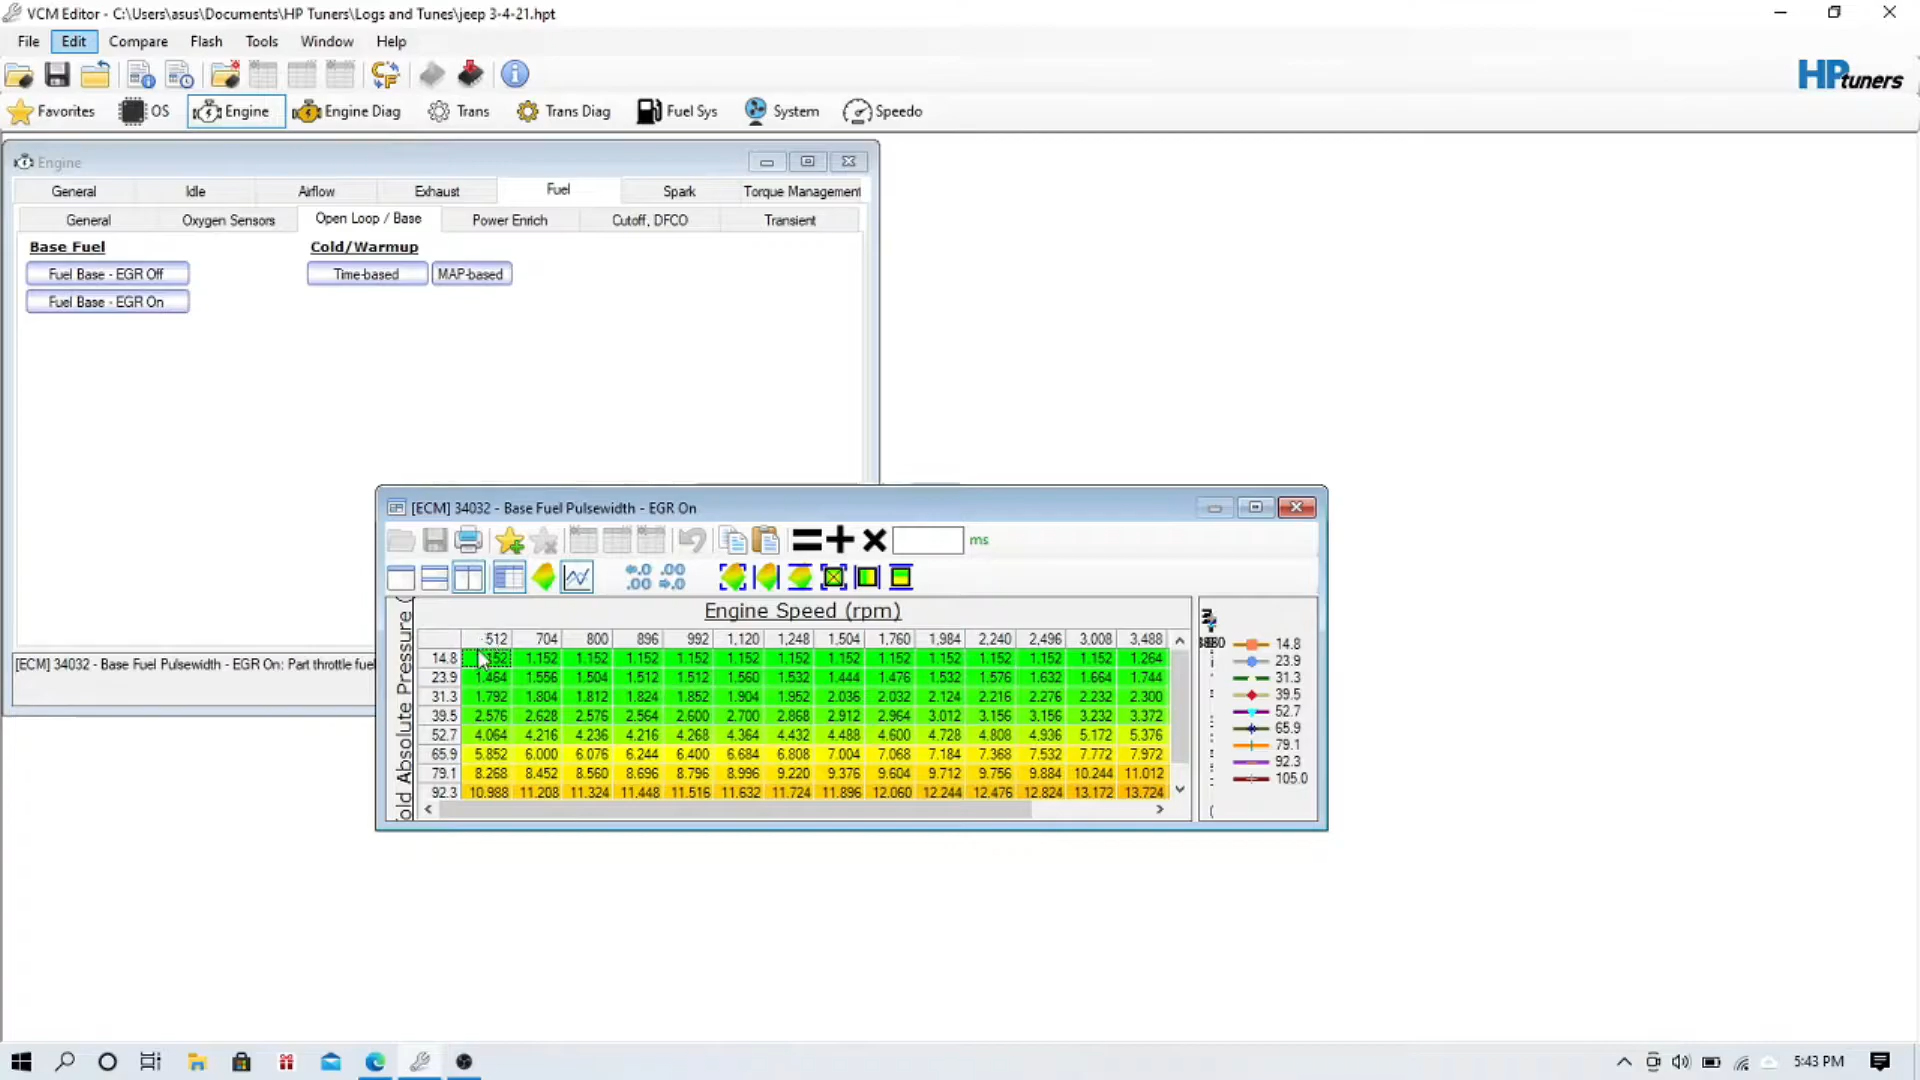 VCM Editor - C:\Users\asus\Documents\HP Tuners\Logs and Tunes\jeep 3-4-21.hpt
File Edit Compare Flash Tools Window Help
HPtuners
Favorites OS Engine Engine Diag Trans Trans Diag Fuel Sys System Speedo
Engine
General Idle Airflow Exhaust Fuel Spark Torque Management
General Oxygen Sensors Open Loop / Base Power Enrich Cutoff, DFCO Transient
Base Fuel Cold/Warmup
Fuel Base - EGR Off Time-based MAP-based
Fuel Base - EGR On
[ECM] 34032 - Base Fuel Pulsewidth - EGR On: Part throttle fuel
[ECM] 34032 - Base Fuel Pulsewidth - EGR On
ms
Engine Speed (rpm)
old Absolute Pressure (
512 704 800 896 992 1,120 1,248 1,504 1,760 1,984 2,240 2,496 3,008 3,488
14.8 152 1.152 1.152 1.152 1.152 1.152 1.152 1.152 1.152 1.152 1.152 1.152 1.152 1.264
23.9 1.464 1.556 1.504 1.512 1.512 1.560 1.532 1.444 1.476 1.532 1.576 1.632 1.664 1.744
31.3 1.792 1.804 1.812 1.824 1.852 1.904 1.952 2.036 2.032 2.124 2.216 2.276 2.232 2.300
39.5 2.576 2.628 2.576 2.564 2.600 2.700 2.868 2.912 2.964 3.012 3.156 3.156 3.232 3.372
52.7 4.064 4.216 4.236 4.216 4.268 4.364 4.432 4.488 4.600 4.728 4.808 4.936 5.172 5.376
65.9 5.852 6.000 6.076 6.244 6.400 6.684 6.808 7.004 7.068 7.184 7.368 7.532 7.772 7.972
79.1 8.268 8.452 8.560 8.696 8.796 8.996 9.220 9.376 9.604 9.712 9.756 9.884 10.244 11.012
92.3 10.988 11.208 11.324 11.448 11.516 11.632 11.724 11.896 12.060 12.244 12.476 12.824 13.172 13.724
14.8
23.9
31.3
39.5
52.7
65.9
79.1
92.3
105.0
5:43 PM